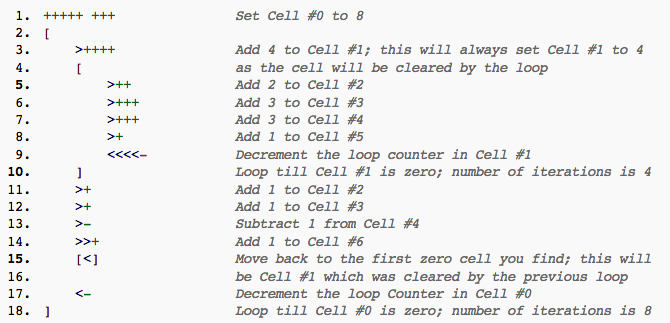 1. +++++ +++ Set Cell #0 to 8
2. [
3. >++++ Add 4 to Cell #1; this will always set Cell #1 to 4
4. [ as the cell will be cleared by the loop
5. >++ Add 2 to Cell #2
6. >+++ Add 3 to Cell #3
7. >+++ Add 3 to Cell #4
8. >+ Add 1 to Cell #5
9. <<<<- Decrement the loop counter in Cell #1
10. ] Loop till Cell #1 is zero; number of iterations is 4
11. >+ Add 1 to Cell #2
12. >+ Add 1 to Cell #3
13. >- Subtract 1 from Cell #4
14. >>+ Add 1 to Cell #6
15. [<] Move back to the first zero cell you find; this will
16. be Cell #1 which was cleared by the previous loop
17. <- Decrement the loop Counter in Cell #0
18. ] Loop till Cell #0 is zero; number of iterations is 8